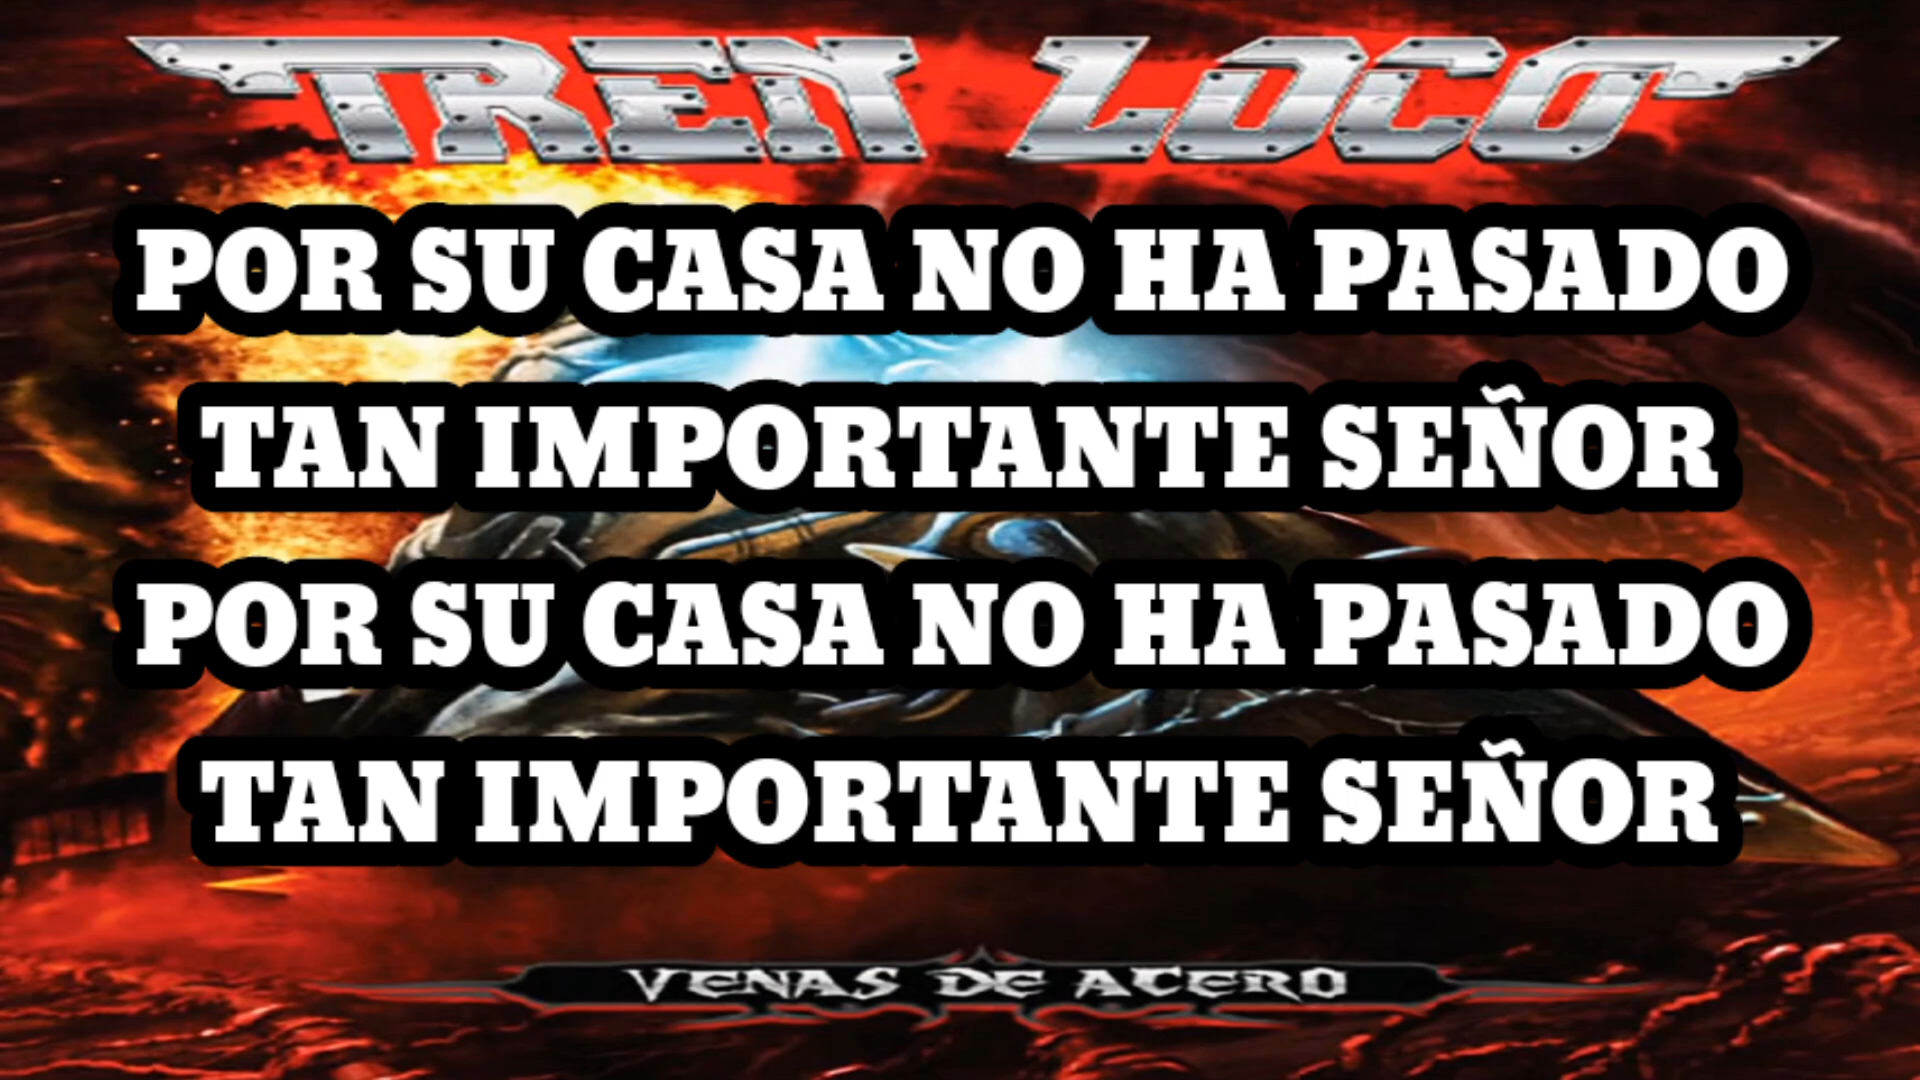 TREN LOCO
POR SU CASA NO HA PASADO
TAN IMPORTANTE SEÑOR
POR SU CASA NO HA PASADO
TAN IMPORTANTE SEÑOR
VENAS DE ACERO